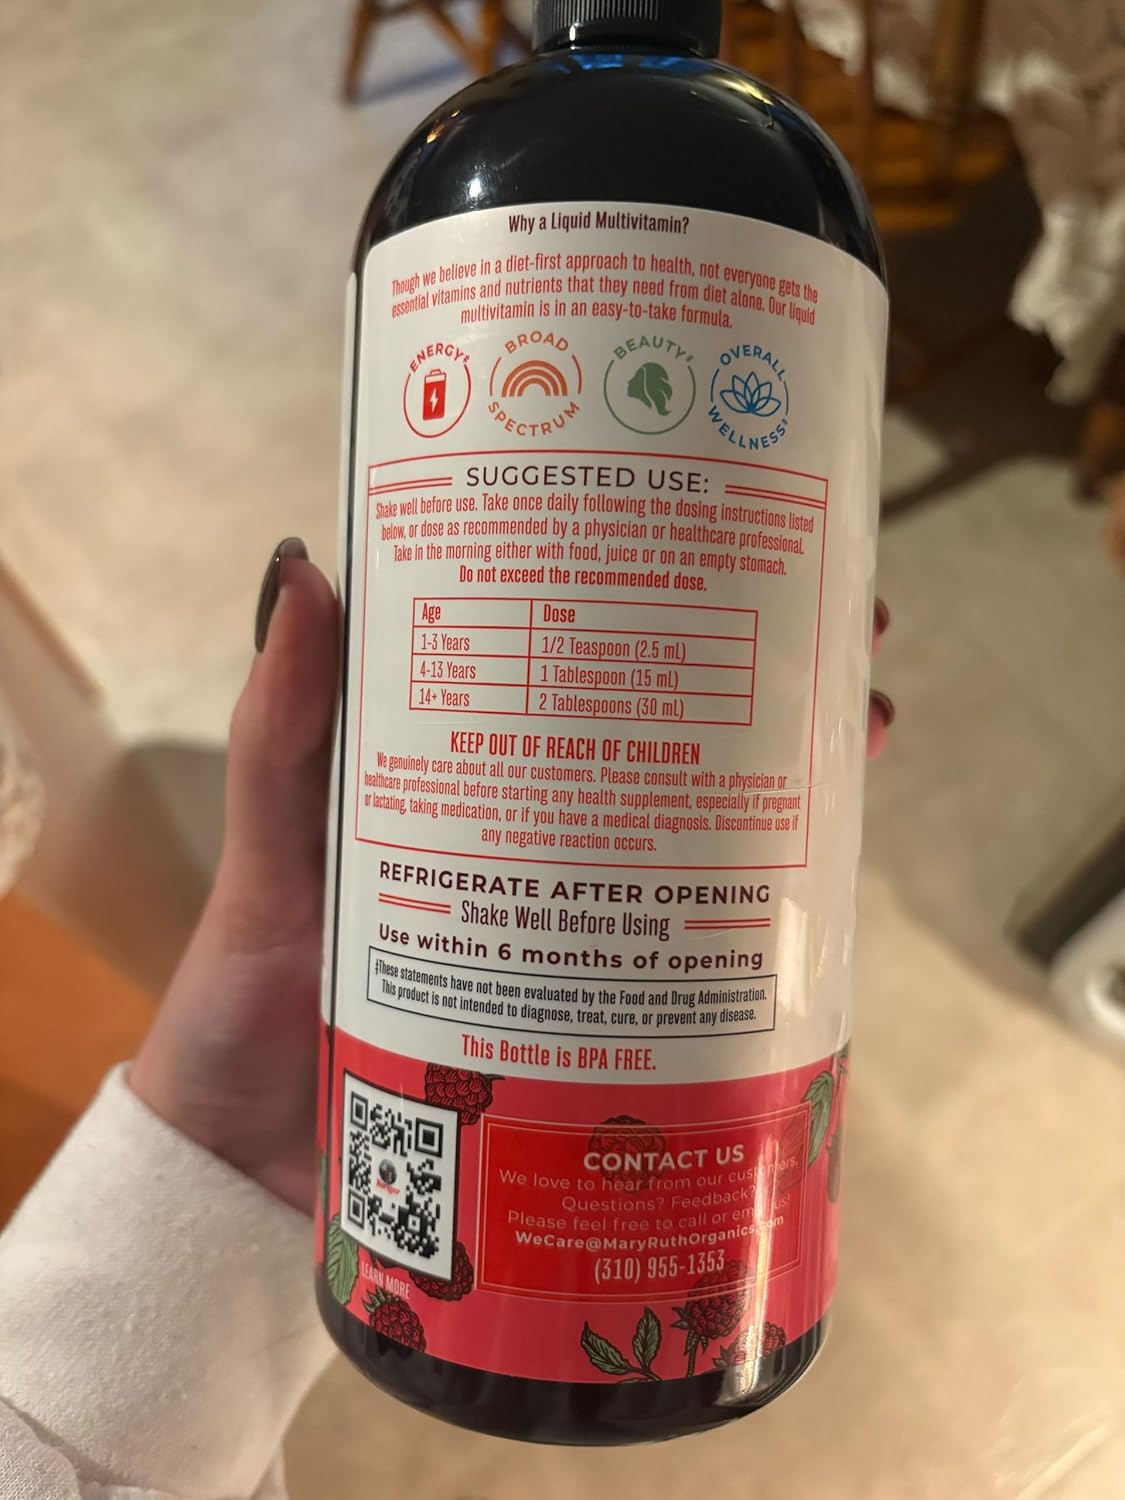 Why a Liquid Multivitamin?
Though we believe in a diet-first approach to health, not everyone gets the
essential vitamins and nutrients that they need from diet alone. Our liquid
multivitamin is in an easy-to-take formula.
ENERGY‡
BROAD SPECTRUM
BEAUTY‡
OVERALL WELLNESS‡
SUGGESTED USE:
Shake well before use. Take once daily following the dosing instructions listed
below, or dose as recommended by a physician or healthcare professional.
Take in the morning either with food, juice or on an empty stomach.
Do not exceed the recommended dose.
Age Dose
1-3 Years 1/2 Teaspoon (2.5 mL)
4-13 Years 1 Tablespoon (15 mL)
14+ Years 2 Tablespoons (30 mL)
KEEP OUT OF REACH OF CHILDREN
We genuinely care about all our customers. Please consult with a physician or
healthcare professional before starting any health supplement, especially if pregnant
or lactating, taking medication, or if you have a medical diagnosis. Discontinue use if
any negative reaction occurs.
REFRIGERATE AFTER OPENING
Shake Well Before Using
Use within 6 months of opening
‡These statements have not been evaluated by the Food and Drug Administration.
This product is not intended to diagnose, treat, cure, or prevent any disease.
This Bottle is BPA FREE.
LEARN MORE
CONTACT US
We love to hear from our customers.
Questions? Feedback?
Please feel free to call or email us!
WeCare@MaryRuthOrganics.com
(310) 955-1353